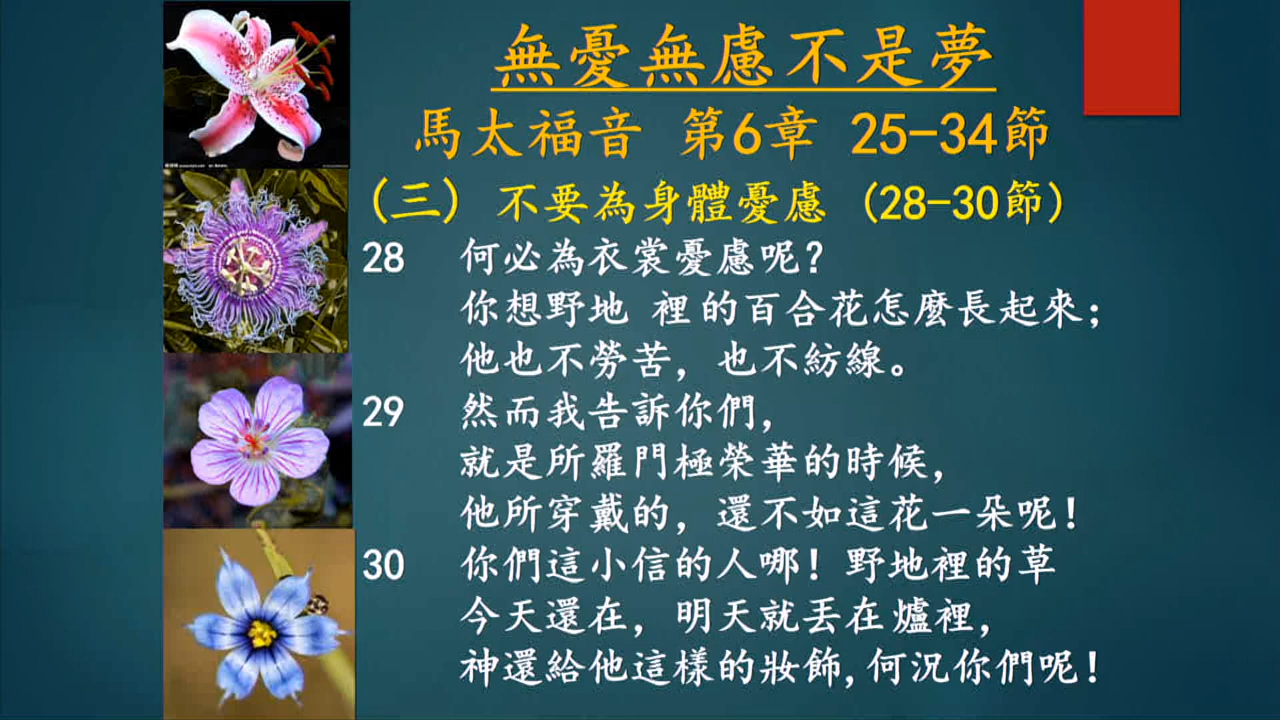 無憂無慮不是夢
馬太福音 第6章 25-34節
(三) 不要為身體憂慮 (28-30節)
28 何必為衣裳憂慮呢?
你想野地 裡的百合花怎麼長起來;
他也不勞苦, 也不紡線。
29 然而我告訴你們,
就是所羅門極榮華的時候,
他所穿戴的, 還不如這花一朵呢!
30 你們這小信的人哪! 野地裡的草
今天還在, 明天就丟在爐裡,
神還給他這樣的妝飾,何況你們呢!